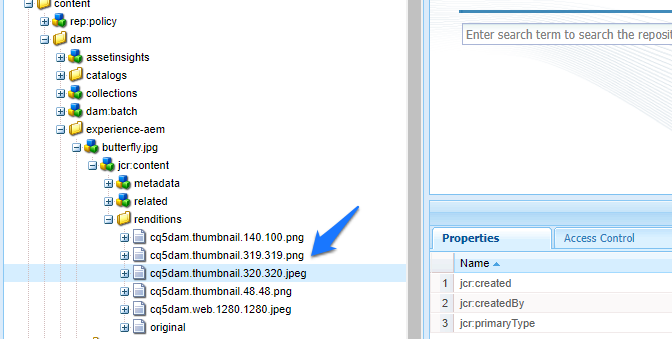 content
rep:policy
dam
assetinsights
catalogs
collections
dam:batch
experience-aem
butterfly.jpg
jcr:content
metadata
related
renditions
cq5dam.thumbnail.140.100.png
cq5dam.thumbnail.319.319.png
cq5dam.thumbnail.320.320.jpeg
cq5dam.thumbnail.48.48.png
cq5dam.web.1280.1280.jpeg
original
Enter search term to search the reposit
Properties Access Control
Name
1 jcr:created
2 jcr:createdBy
3 jcr:primaryType